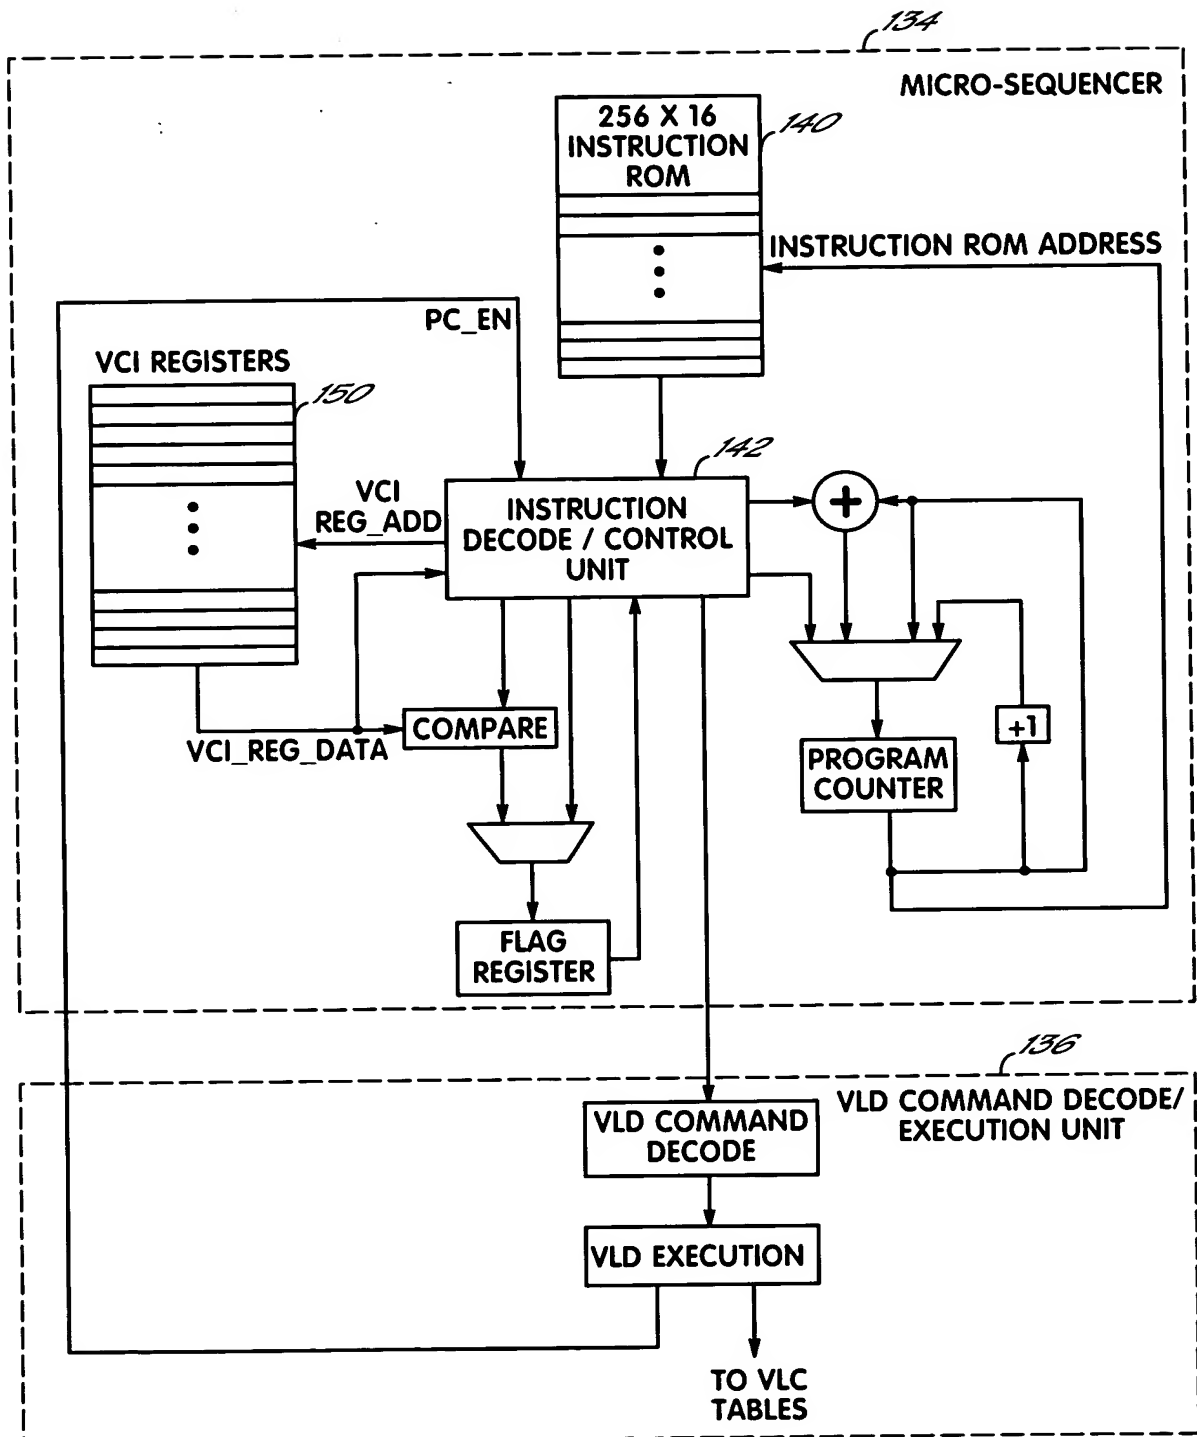 134
MICRO-SEQUENCER
256 X 16
INSTRUCTION
ROM
140
INSTRUCTION ROM ADDRESS
PC_EN
VCI REGISTERS
150
142
VCI
REG_ADD
INSTRUCTION
DECODE / CONTROL
UNIT
+
COMPARE
VCI_REG_DATA
+1
PROGRAM
COUNTER
FLAG
REGISTER
136
VLD COMMAND DECODE/
EXECUTION UNIT
VLD COMMAND
DECODE
VLD EXECUTION
TO VLC
TABLES